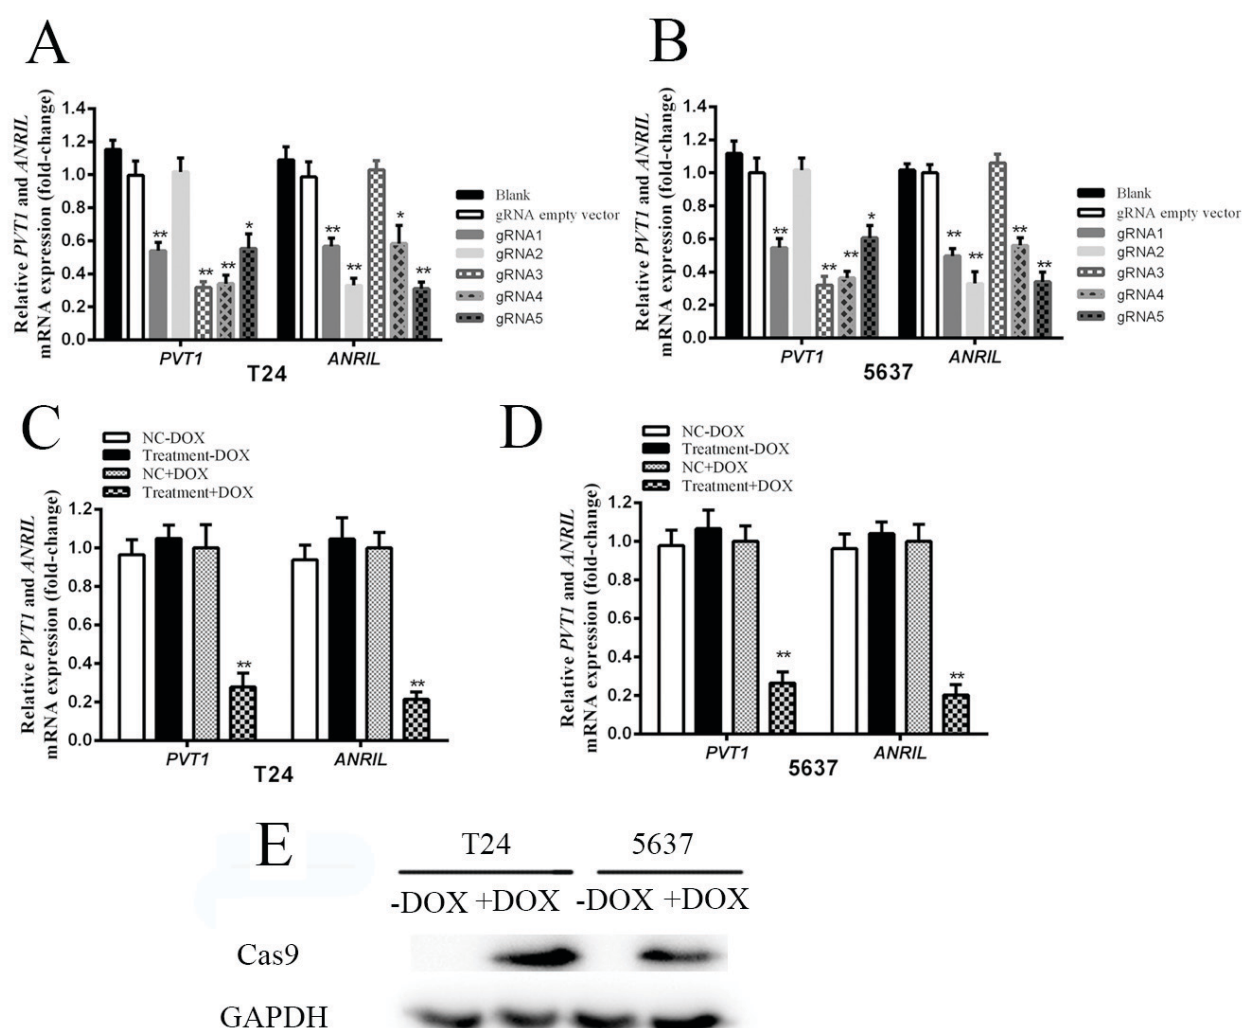 A
Relative PVT1 and ANRIL
mRNA expression (fold-change)
1.4
1.2
1.0
0.8
0.6
0.4
0.2
0.0
**
**
**
*
**
**
*
**
PVT1
ANRIL
T24
Blank
gRNA empty vector
gRNA1
gRNA2
gRNA3
gRNA4
gRNA5
B
Relative PVT1 and ANRIL
mRNA expression (fold-change)
1.4
1.2
1.0
0.8
0.6
0.4
0.2
0.0
**
**
**
*
**
**
**
**
PVT1
ANRIL
5637
Blank
gRNA empty vector
gRNA1
gRNA2
gRNA3
gRNA4
gRNA5
C
NC-DOX
Treatment-DOX
NC+DOX
Treatment+DOX
Relative PVT1 and ANRIL
mRNA expression (fold-change)
1.2
1.0
0.8
0.6
0.4
0.2
0.0
**
**
PVT1
ANRIL
T24
D
NC-DOX
Treatment-DOX
NC+DOX
Treatment+DOX
Relative PVT1 and ANRIL
mRNA expression (fold-change)
1.2
1.0
0.8
0.6
0.4
0.2
0.0
**
**
PVT1
ANRIL
5637
E
T24 5637
-DOX +DOX -DOX +DOX
Cas9
GAPDH